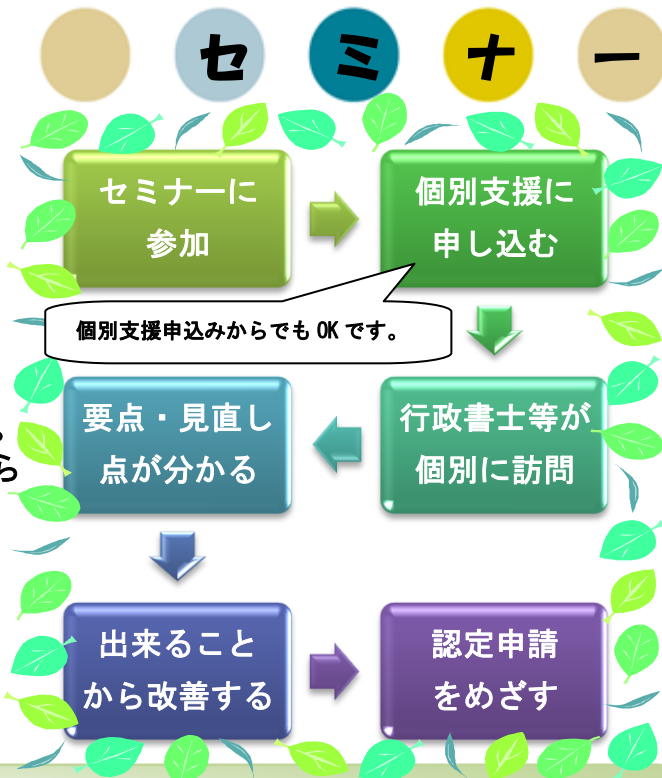 セミナー
セミナーに
参加
個別支援に
申し込む
個別支援申込みからでも OK です。
行政書士等が
個別に訪問
要点・見直し
点が分かる
ら
出来ること
から改善する
認定申請
をめざす